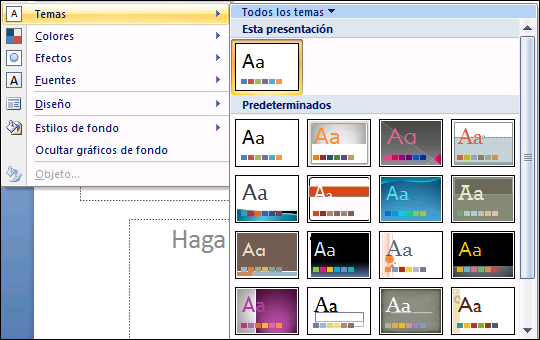 Temas
Colores
Efectos
Fuentes
Diseño
Estilos de fondo
Ocultar gráficos de fondo
Objeto...
Haga
Todos los temas
Esta presentación
Aa
Predeterminados
Aa Aa Aa Aa
Aa Aa Aa Aa
Aa Aa Aa Aa
Aa Aa Aa Aa